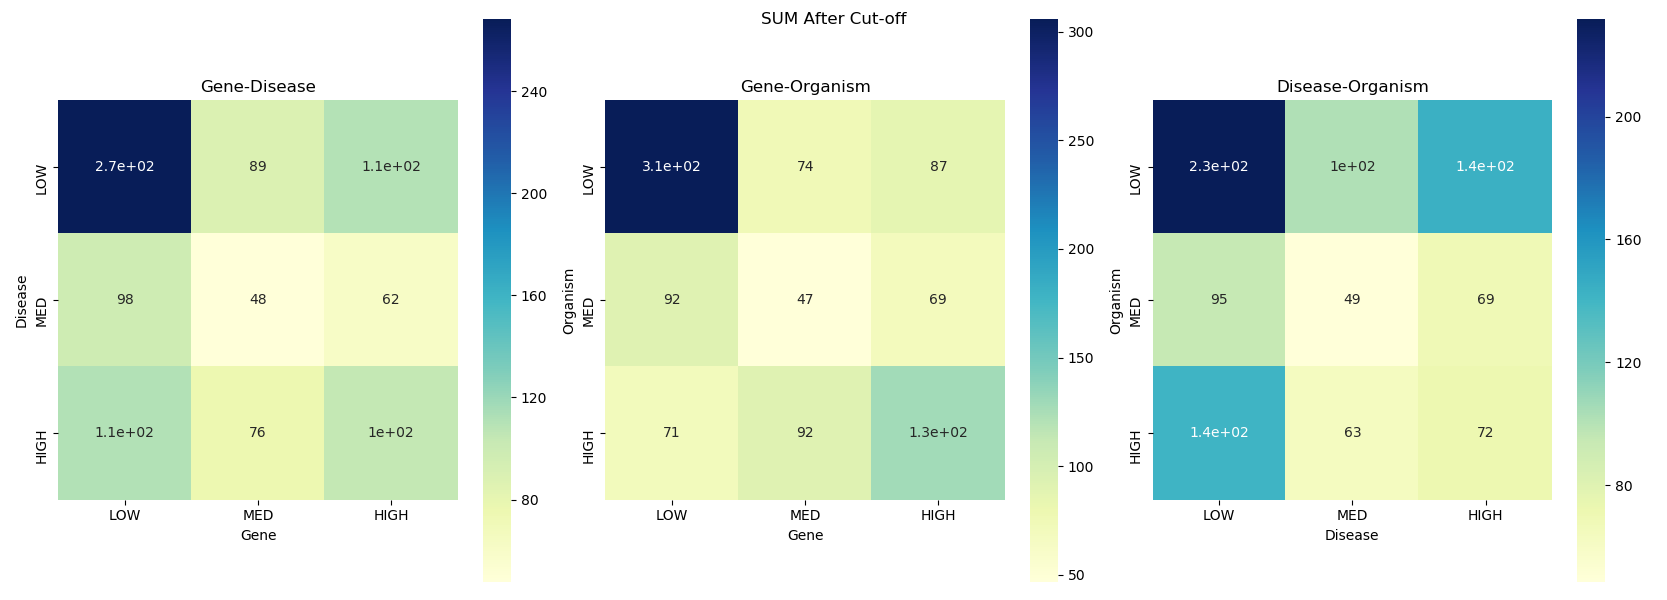 SUM After Cut-off
Gene-Disease
LOW 2.7e+02 89 1.1e+02
MED 98 48 62
HIGH 1.1e+02 76 1e+02
LOW MED HIGH
Gene
Disease
240
200
160
120
80
Gene-Organism
LOW 3.1e+02 74 87
MED 92 47 69
HIGH 71 92 1.3e+02
LOW MED HIGH
Gene
Organism
300
250
200
150
100
50
Disease-Organism
LOW 2.3e+02 1e+02 1.4e+02
MED 95 49 69
HIGH 1.4e+02 63 72
LOW MED HIGH
Disease
Organism
200
160
120
80